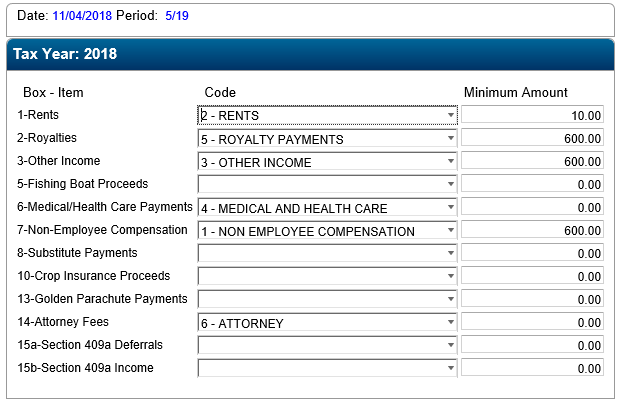 Date: 11/04/2018 Period: 5/19
Tax Year: 2018
Box - Item Code Minimum Amount
1-Rents 2 - RENTS 10.00
2-Royalties 5 - ROYALTY PAYMENTS 600.00
3-Other Income 3 - OTHER INCOME 600.00
5-Fishing Boat Proceeds 0.00
6-Medical/Health Care Payments 4 - MEDICAL AND HEALTH CARE 0.00
7-Non-Employee Compensation 1 - NON EMPLOYEE COMPENSATION 600.00
8-Substitute Payments 0.00
10-Crop Insurance Proceeds 0.00
13-Golden Parachute Payments 0.00
14-Attorney Fees 6 - ATTORNEY 0.00
15a-Section 409a Deferrals 0.00
15b-Section 409a Income 0.00